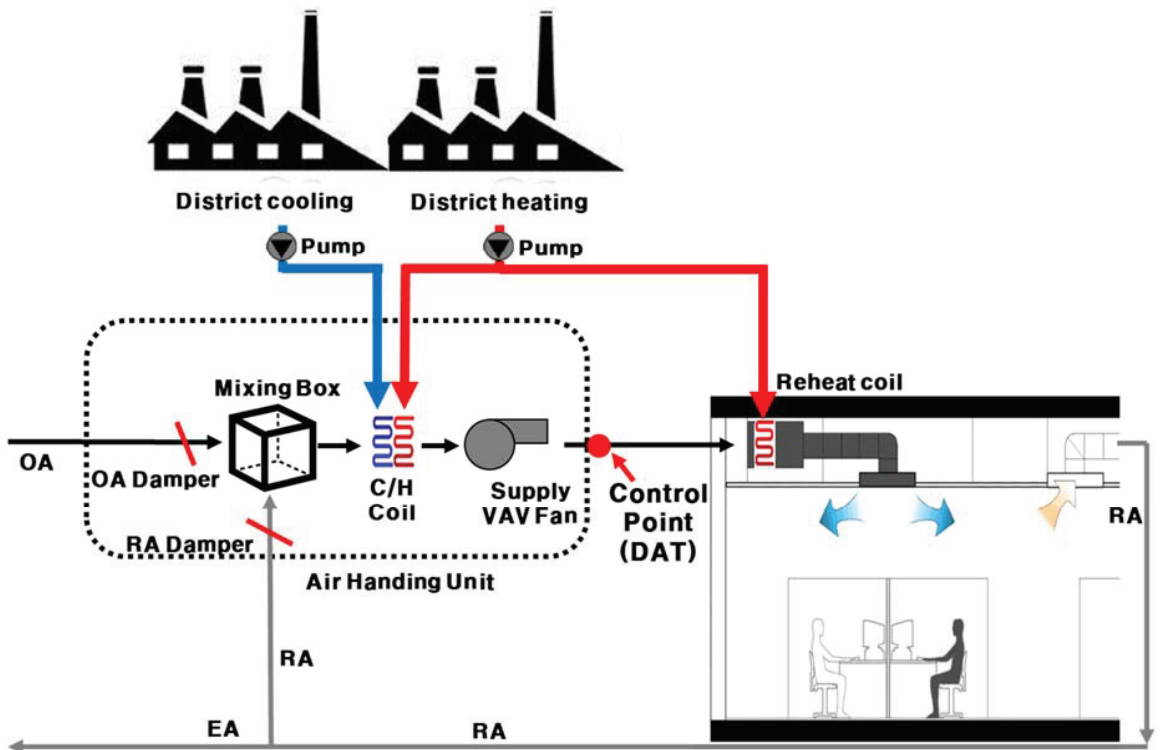 District cooling
District heating
Pump
Pump
Mixing Box
Reheat coil
OA
OA Damper
C/H
Coil
Supply
VAV Fan
Control
Point
(DAT)
RA
RA Damper
Air Handing Unit
RA
EA
RA